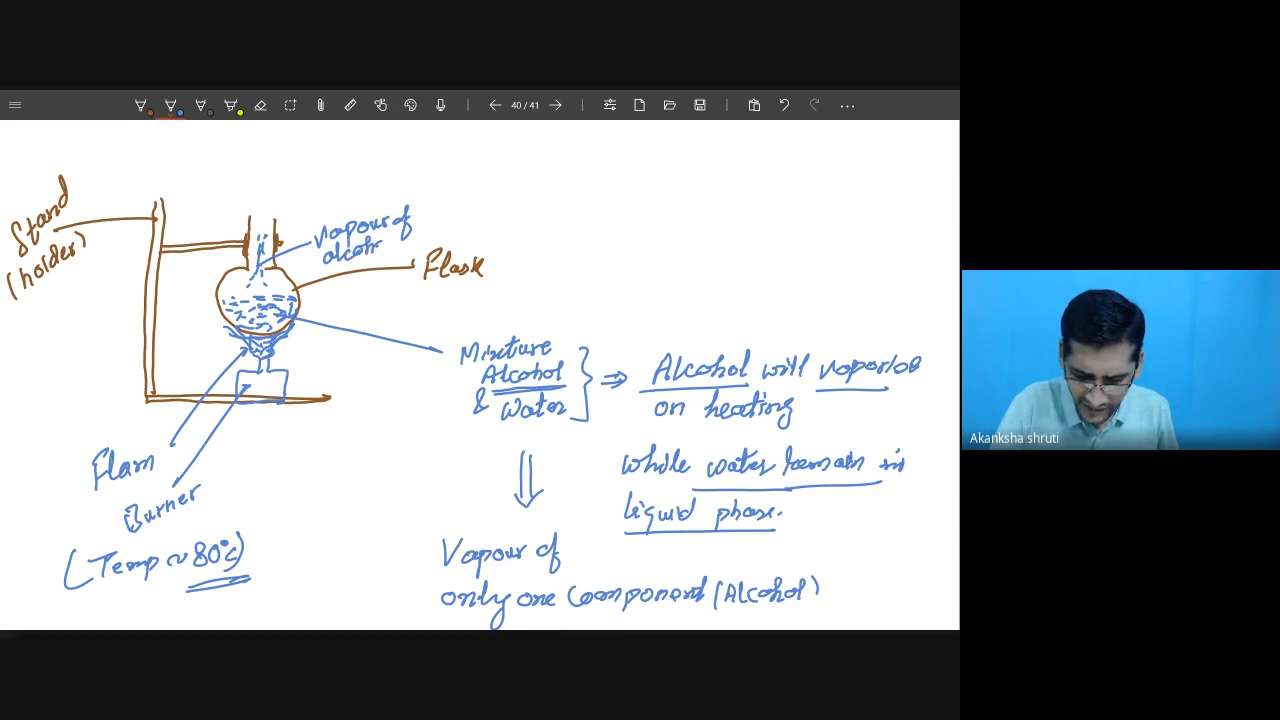 40 / 41
Stand
(holder)
Vapour of
alcoh
Flask
Mixture
Alcohol
& Water
⇒ Alcohol will vaporise
on heating
while water remain in
liquid phase.
Flam
Burner
(Temp ~ 80°c)
Vapour of
only one component (Alcohol)
Akanksha shruti